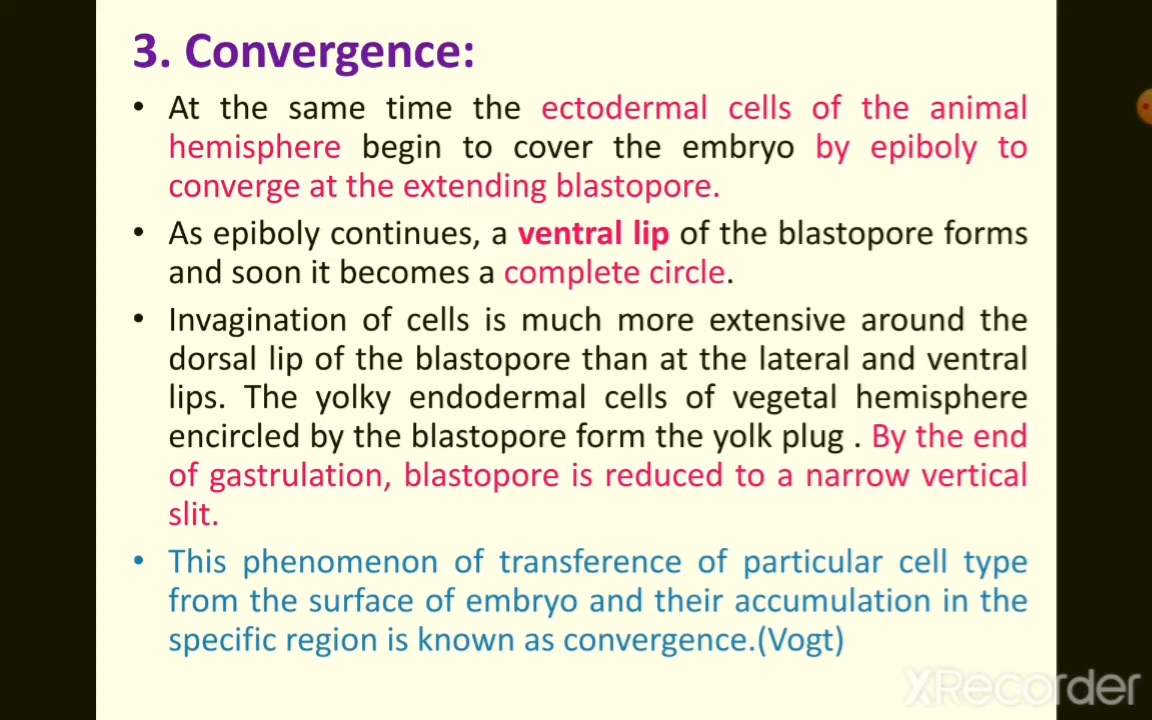 3. Convergence:
• At the same time the ectodermal cells of the animal
hemisphere begin to cover the embryo by epiboly to
converge at the extending blastopore.
• As epiboly continues, a ventral lip of the blastopore forms
and soon it becomes a complete circle.
• Invagination of cells is much more extensive around the
dorsal lip of the blastopore than at the lateral and ventral
lips. The yolky endodermal cells of vegetal hemisphere
encircled by the blastopore form the yolk plug . By the end
of gastrulation, blastopore is reduced to a narrow vertical
slit.
• This phenomenon of transference of particular cell type
from the surface of embryo and their accumulation in the
specific region is known as convergence.(Vogt)
XRecorder